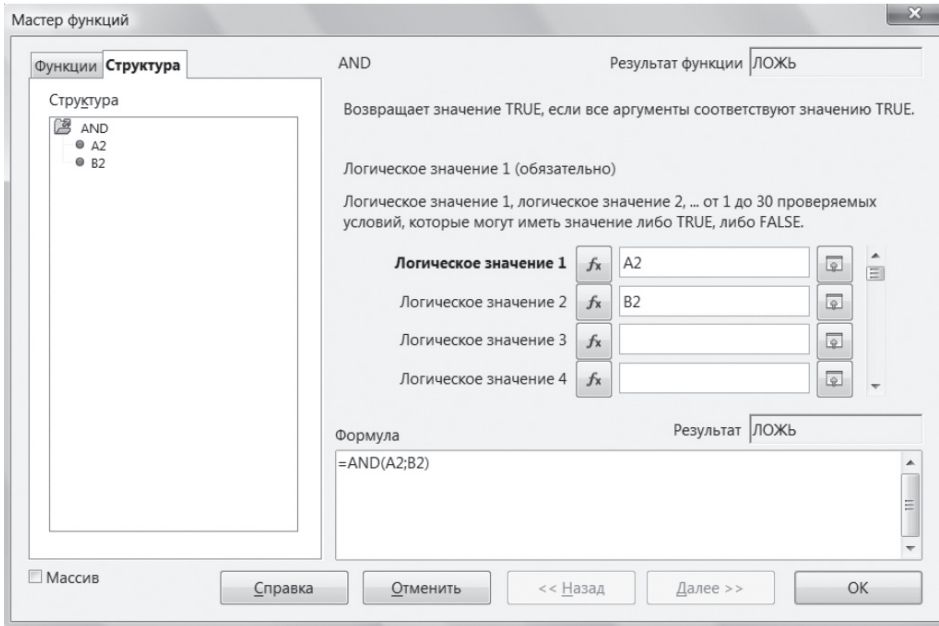 Мастер функций
Функции Структура
Структура
AND
A2
B2
AND
Результат функции ЛОЖЬ
Возвращает значение TRUE, если все аргументы соответствуют значению TRUE.
Логическое значение 1 (обязательно)
Логическое значение 1, логическое значение 2, ... от 1 до 30 проверяемых
условий, которые могут иметь значение либо TRUE, либо FALSE.
Логическое значение 1 fx A2
Логическое значение 2 fx B2
Логическое значение 3 fx
Логическое значение 4 fx
Формула
Результат ЛОЖЬ
=AND(A2;B2)
Массив
Справка
Отменить
<< Назад
Далее >>
OK